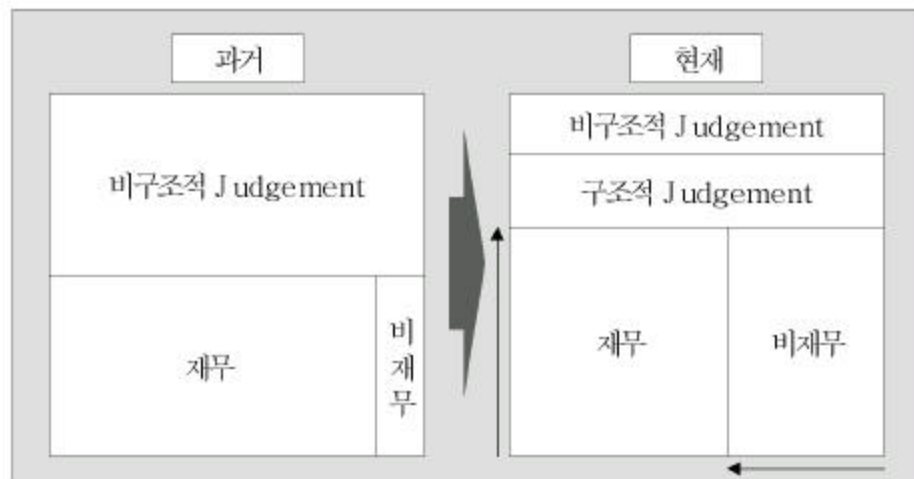 과거
비구조적 Judgement
재무
비
재
무
현재
비구조적 Judgement
구조적 Judgement
재무
비재무